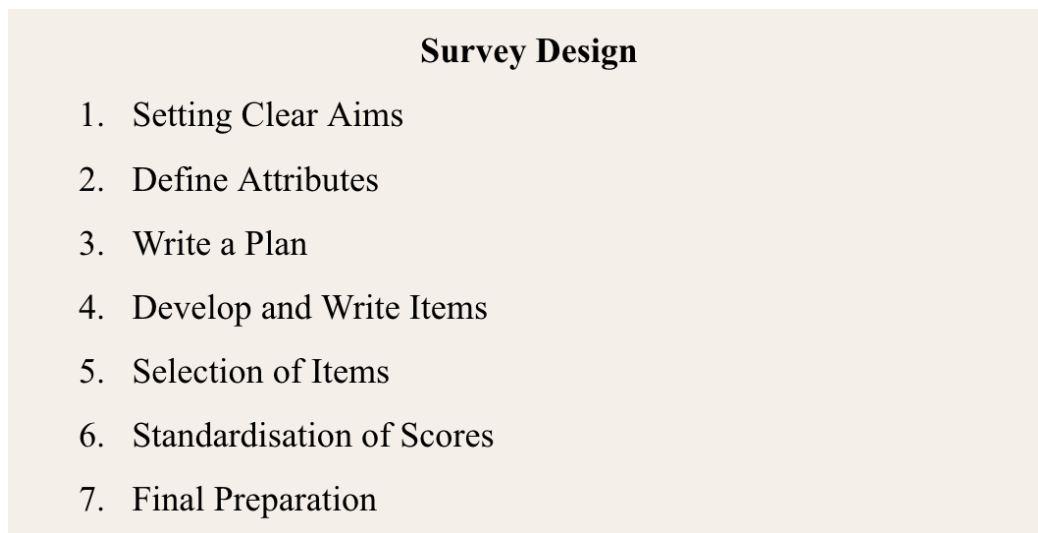 Survey Design
1. Setting Clear Aims
2. Define Attributes
3. Write a Plan
4. Develop and Write Items
5. Selection of Items
6. Standardisation of Scores
7. Final Preparation